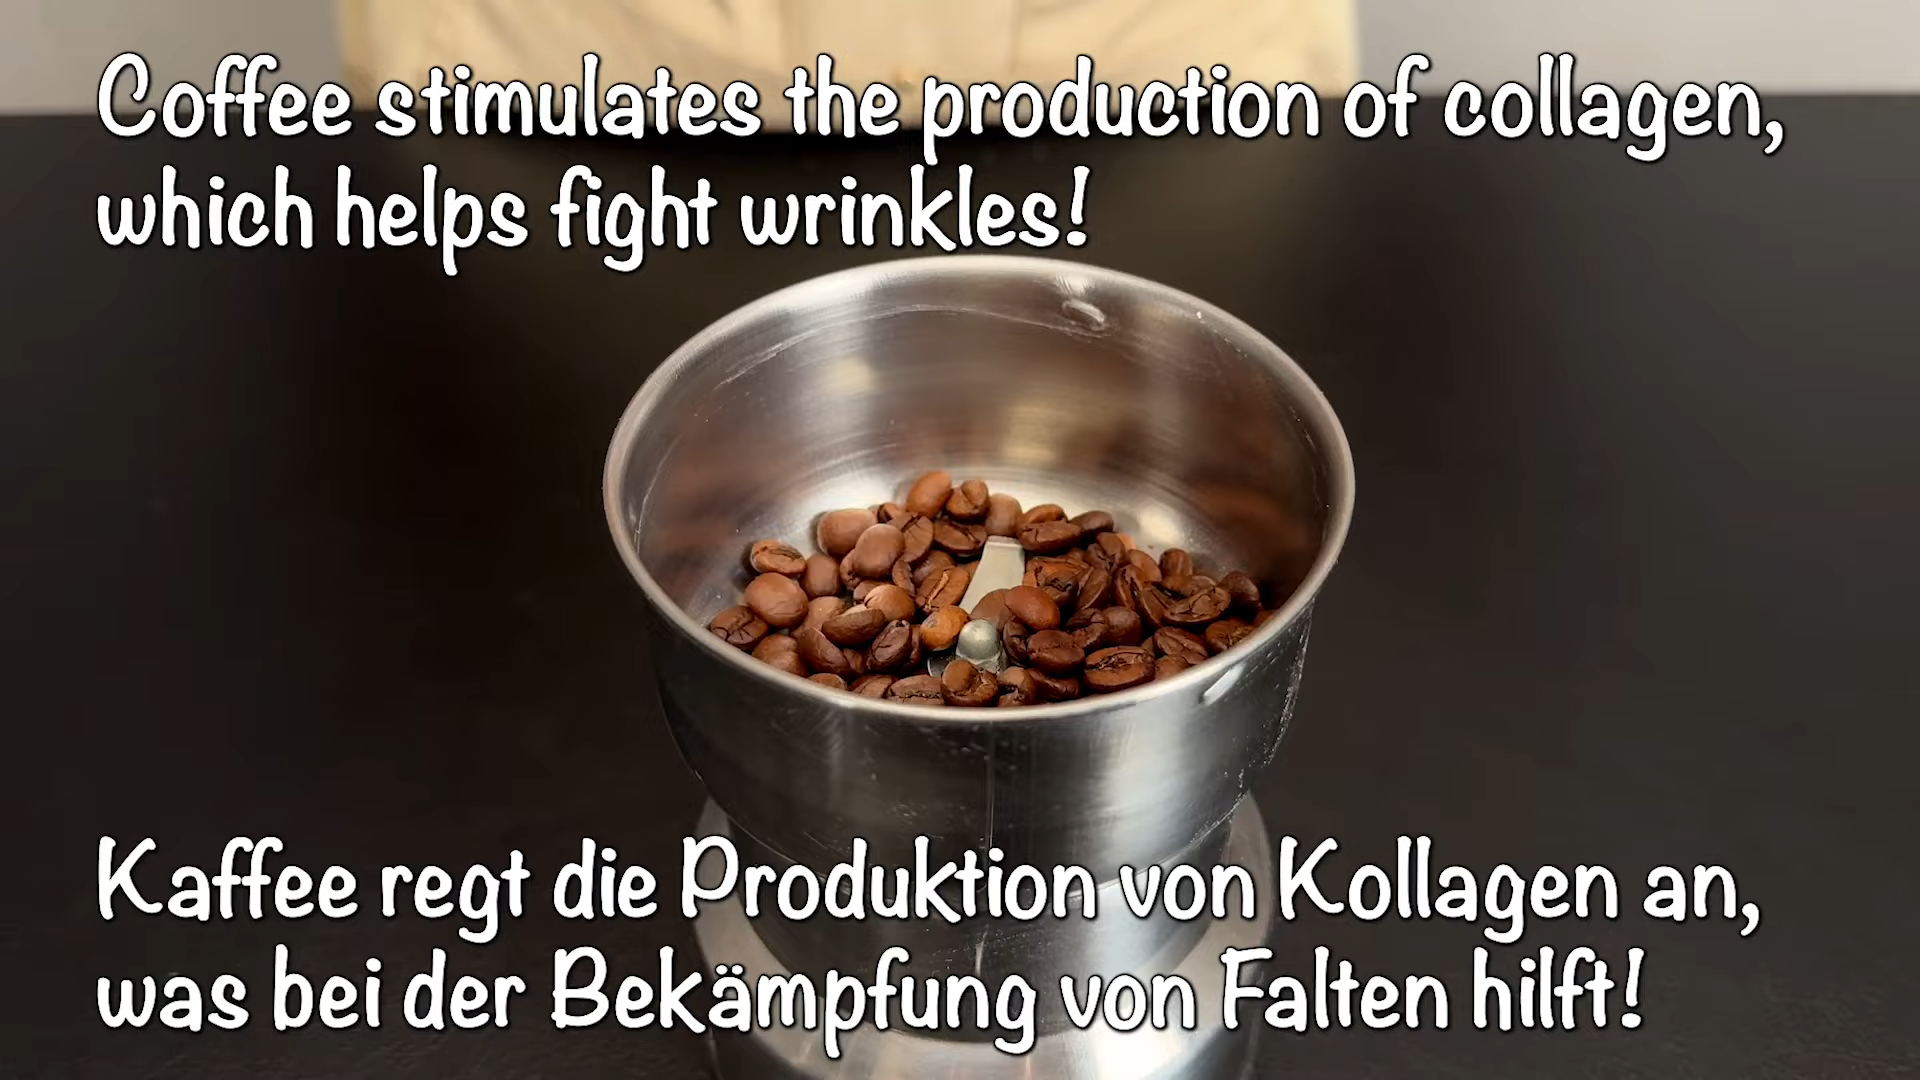 Coffee stimulates the production of collagen,
which helps fight wrinkles!
Kaffee regt die Produktion von Kollagen an,
was bei der Bekämpfung von Falten hilft!